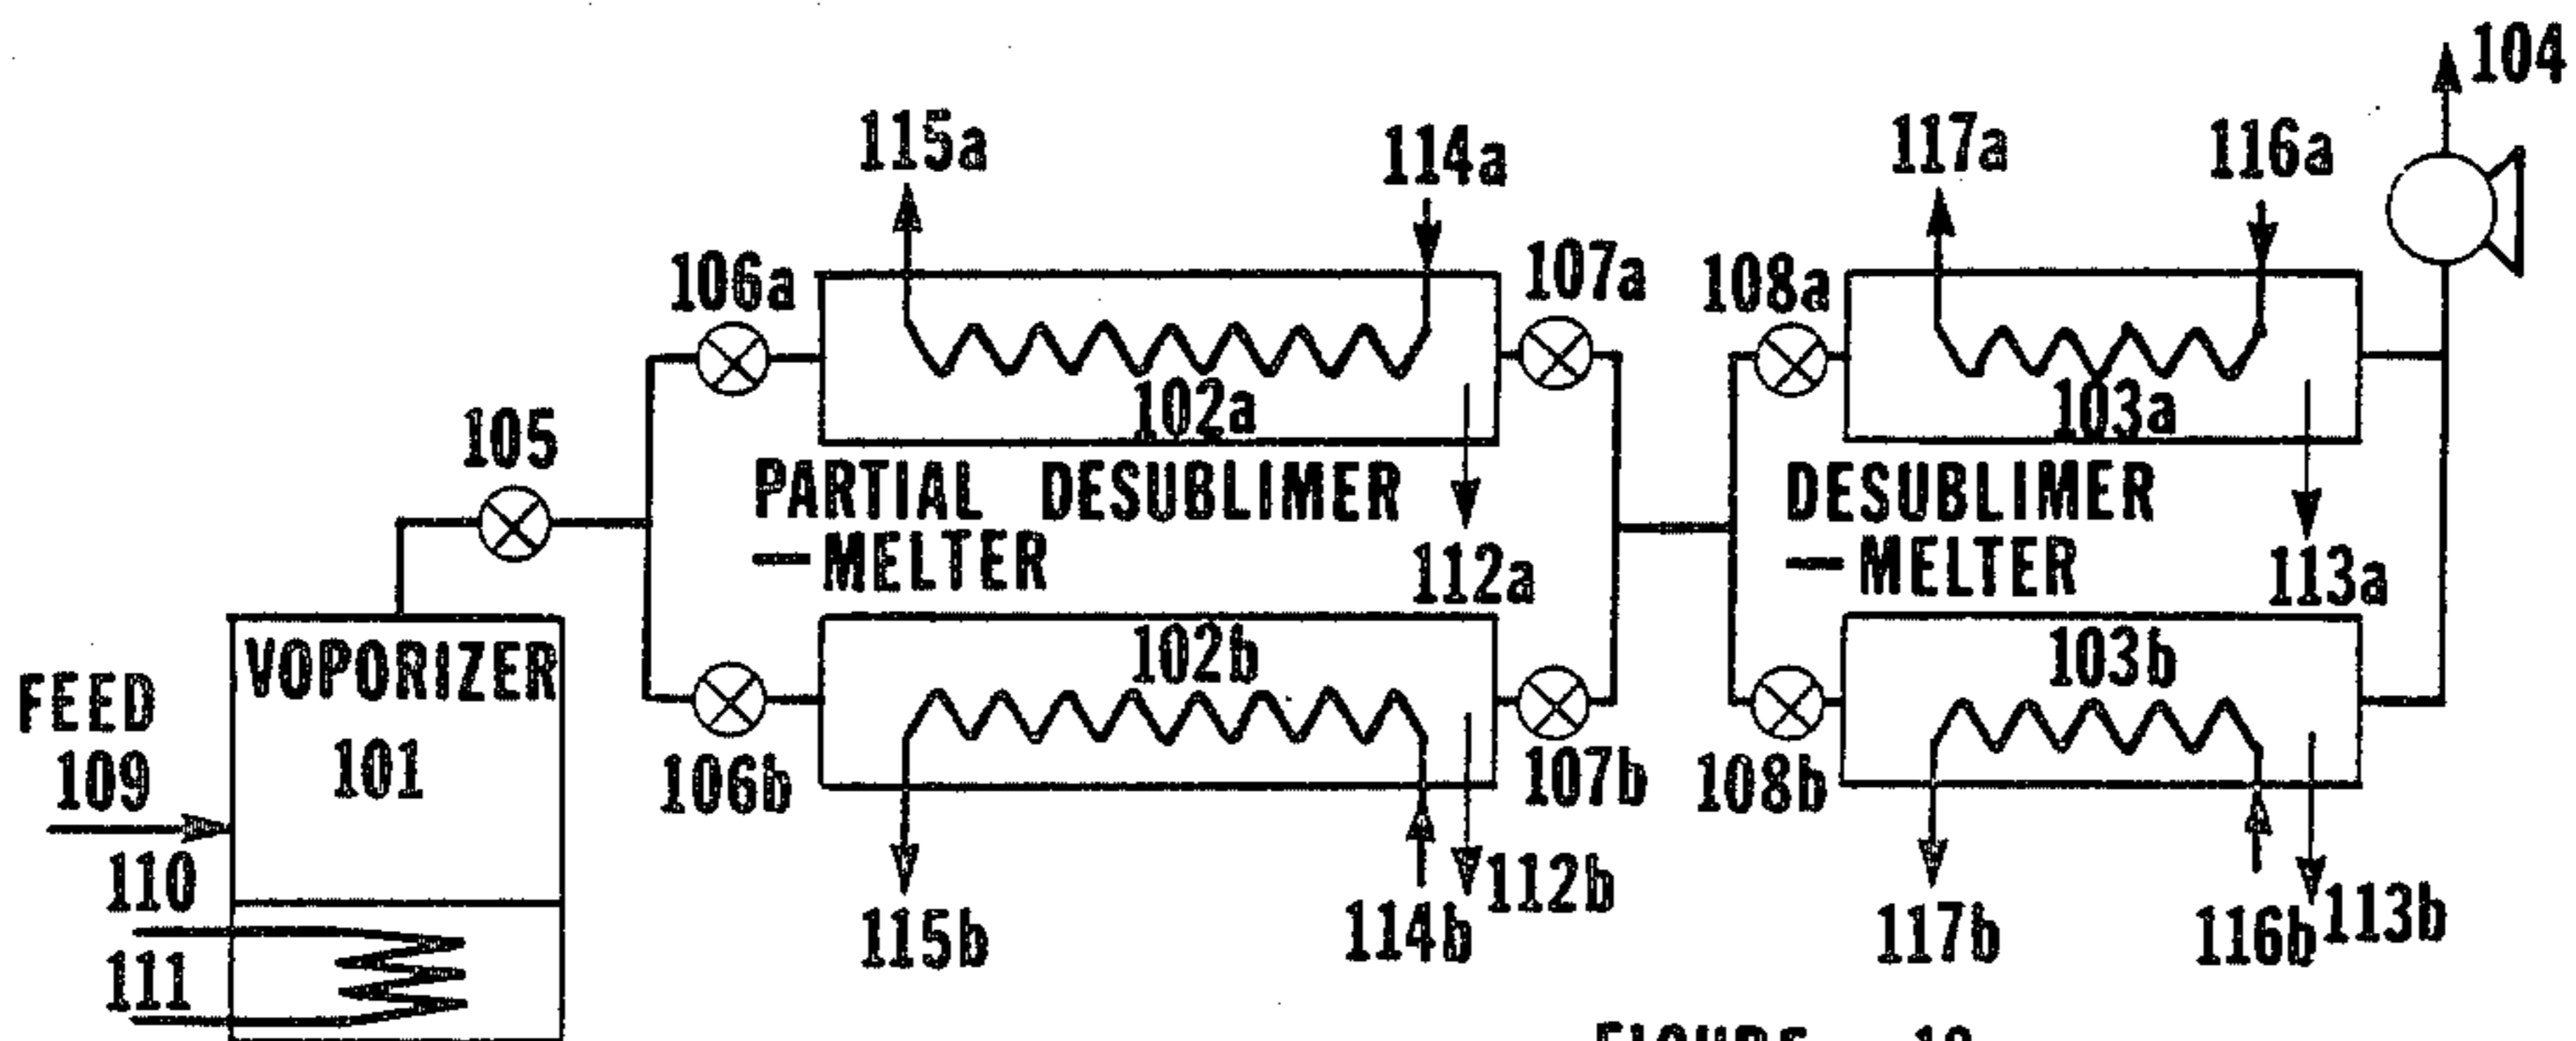 104
115a
114a
117a
116a
106a
107a
108a
102a
103a
105
PARTIAL DESUBLIMER
—MELTER
DESUBLIMER
—MELTER
112a
113a
VOPORIZER
101
102b
103b
FEED
109
106b
107b
108b
110
111
115b
114b
112b
117b
116b
113b